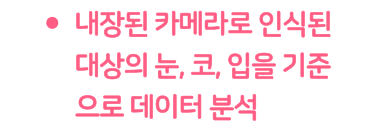 • 내장된 카메라로 인식된
대상의 눈, 코, 입을 기준
으로 데이터 분석